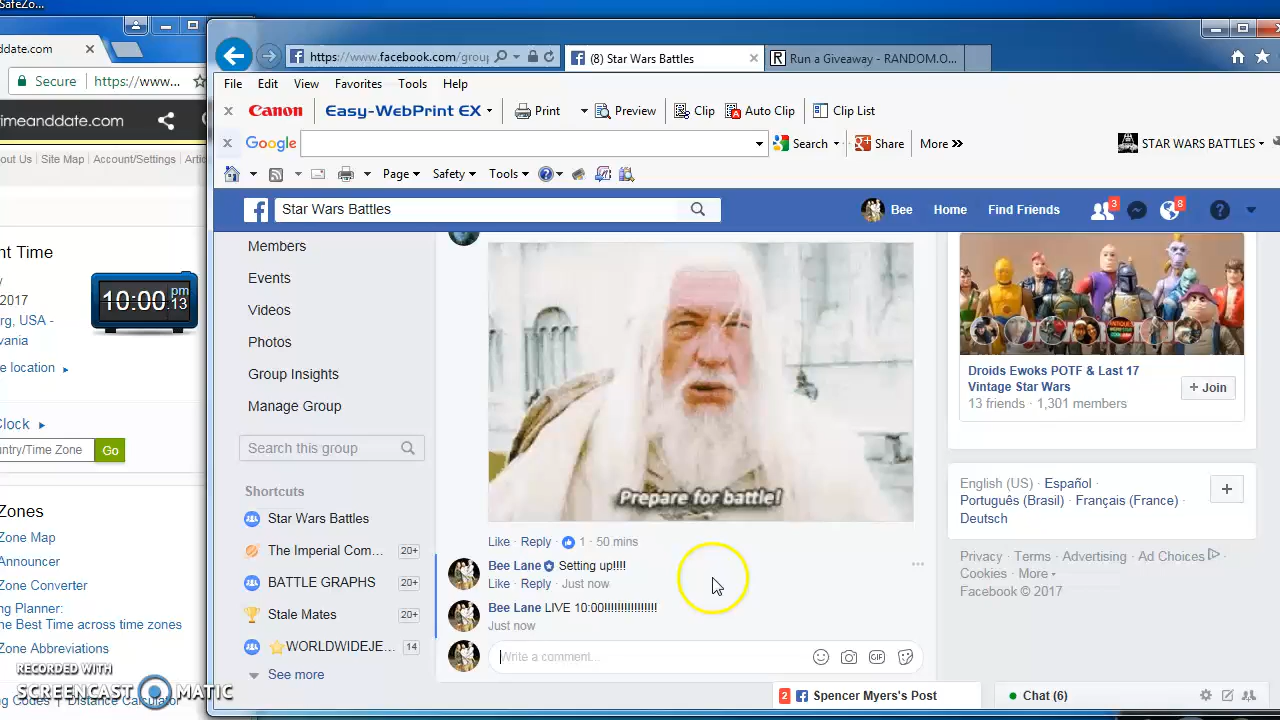 SafeZo...
ddate.com
Secure https://www...
imeanddate.com
out Us Site Map Account/Settings Artic
nt Time
10:00 pm 13
2017
rg, USA -
vania
e location
Clock
untry/Time Zone Go
Zones
Zone Map
Announcer
Zone Converter
Planner:
he Best Time across time zones
Zone Abbreviations
RECORDED WITH
SCREENCAST MATIC
ng Codes Distance Calculator
https://www.facebook.com/group
(8) Star Wars Battles
Run a Giveaway - RANDOM.O...
File Edit View Favorites Tools Help
Canon Easy-WebPrint EX Print Preview Clip Auto Clip Clip List
Google Search Share More »
STAR WARS BATTLES
Page Safety Tools
Star Wars Battles
Bee Home Find Friends 3 8
Members
Events
Videos
Photos
Group Insights
Manage Group
Search this group
Shortcuts
Star Wars Battles
The Imperial Com... 20+
BATTLE GRAPHS 20+
Stale Mates 20+
WORLDWIDEJE... 14
See more
Prepare for battle!
Like · Reply · 1 · 50 mins
Bee Lane Setting up!!!!
Like · Reply · Just now
Bee Lane LIVE 10:00!!!!!!!!!!!!!!!!
Just now
Write a comment...
GIF
Droids Ewoks POTF & Last 17
Vintage Star Wars
13 friends · 1,301 members
+ Join
English (US) · Español ·
Português (Brasil) · Français (France) ·
Deutsch
Privacy · Terms · Advertising · Ad Choices ·
Cookies · More
Facebook © 2017
2 Spencer Myers's Post
Chat (6)